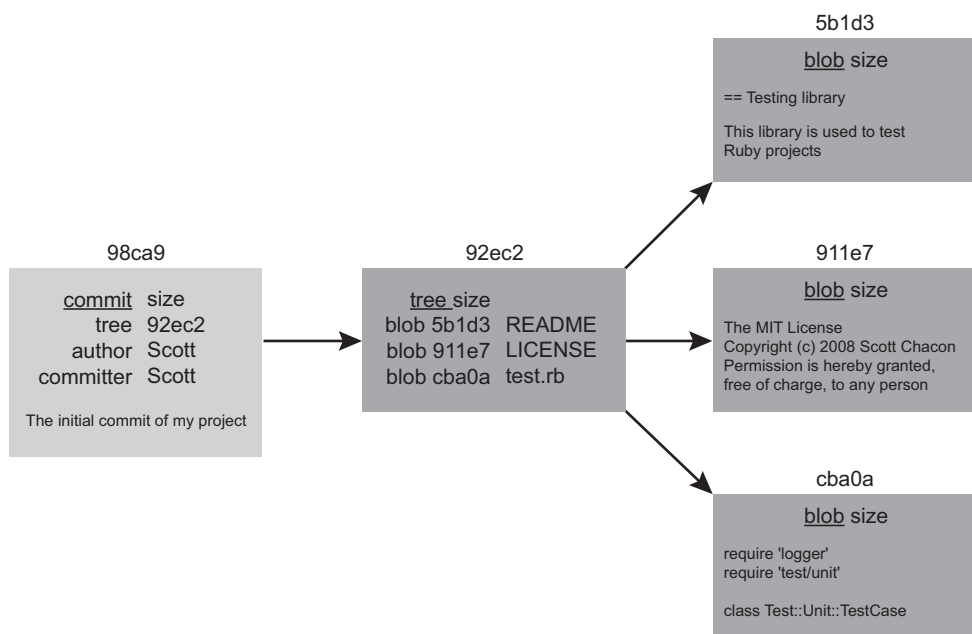 98ca9
commit size
tree 92ec2
author Scott
committer Scott
The initial commit of my project
92ec2
tree size
blob 5b1d3 README
blob 911e7 LICENSE
blob cba0a test.rb
5b1d3
blob size
== Testing library
This library is used to test
Ruby projects
911e7
blob size
The MIT License
Copyright (c) 2008 Scott Chacon
Permission is hereby granted,
free of charge, to any person
cba0a
blob size
require 'logger'
require 'test/unit'
class Test::Unit::TestCase